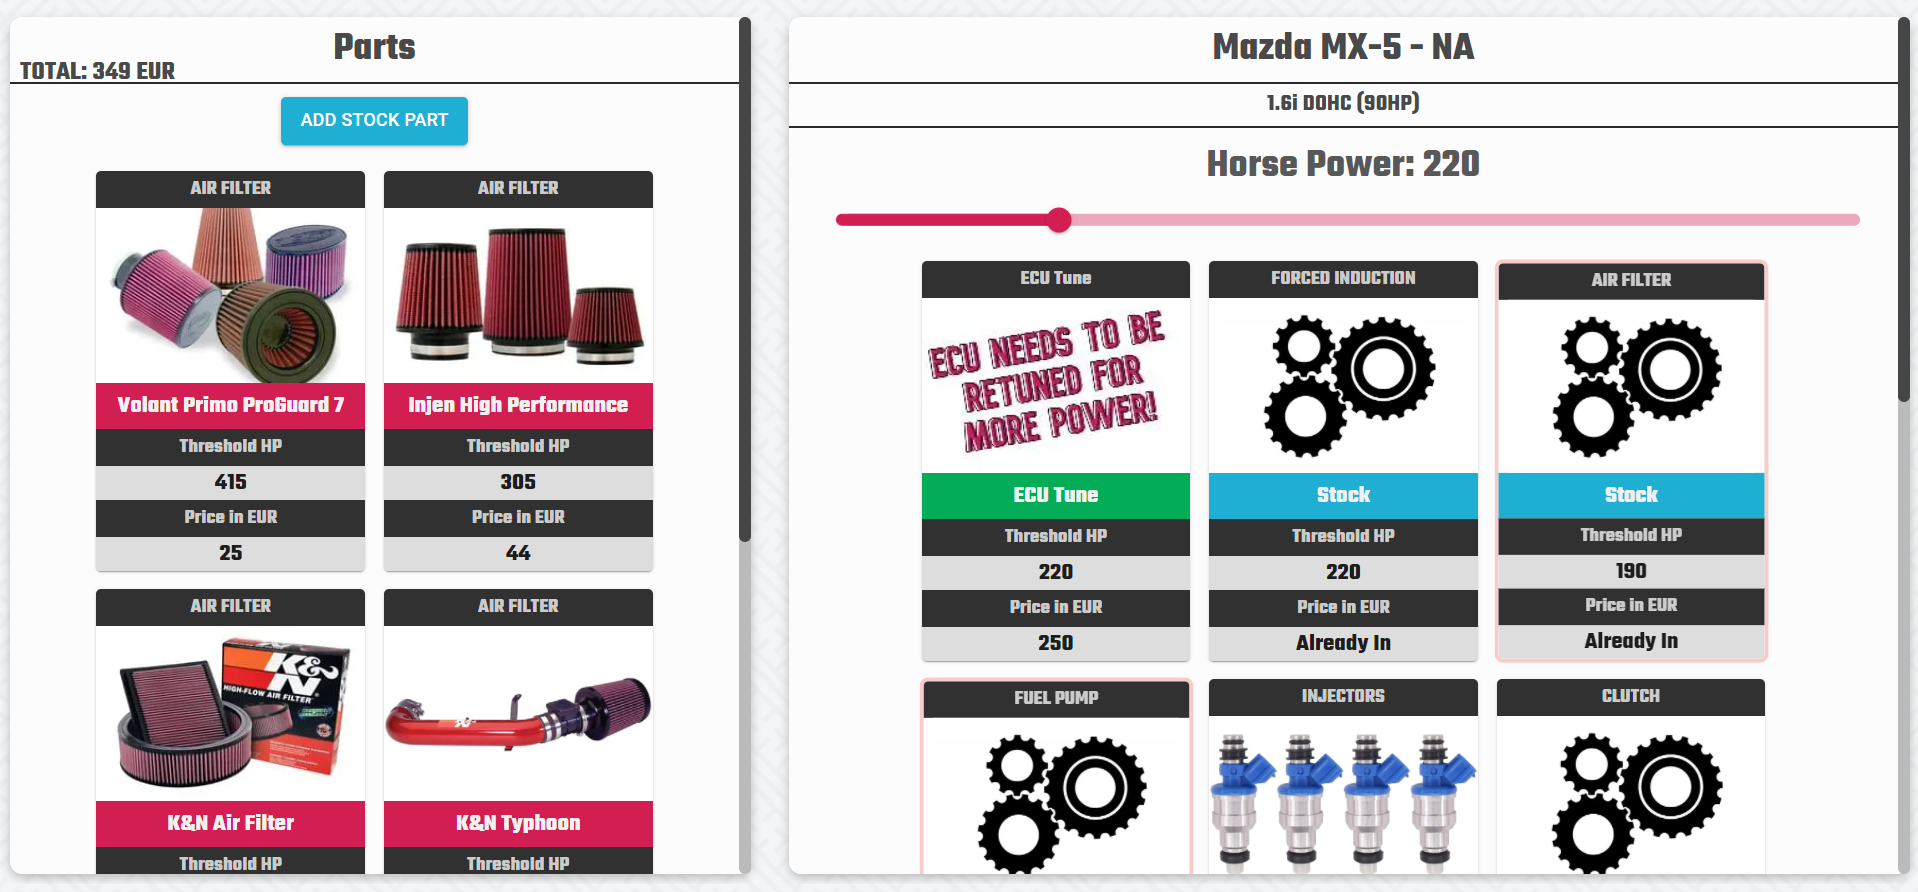 Parts
TOTAL: 349 EUR
ADD STOCK PART
AIR FILTER
Volant Primo ProGuard 7
Threshold HP
415
Price in EUR
25
AIR FILTER
Injen High Performance
Threshold HP
305
Price in EUR
44
AIR FILTER
K&N
HIGH-FLOW AIR FILTER
K&N Air Filter
Threshold HP
AIR FILTER
K&N
K&N Typhoon
Threshold HP
Mazda MX-5 - NA
1.6i DOHC (90HP)
Horse Power: 220
ECU Tune
ECU NEEDS TO BE
RETUNED FOR
MORE POWER!
ECU Tune
Threshold HP
220
Price in EUR
250
FORCED INDUCTION
Stock
Threshold HP
220
Price in EUR
Already In
AIR FILTER
Stock
Threshold HP
190
Price in EUR
Already In
FUEL PUMP
INJECTORS
CLUTCH